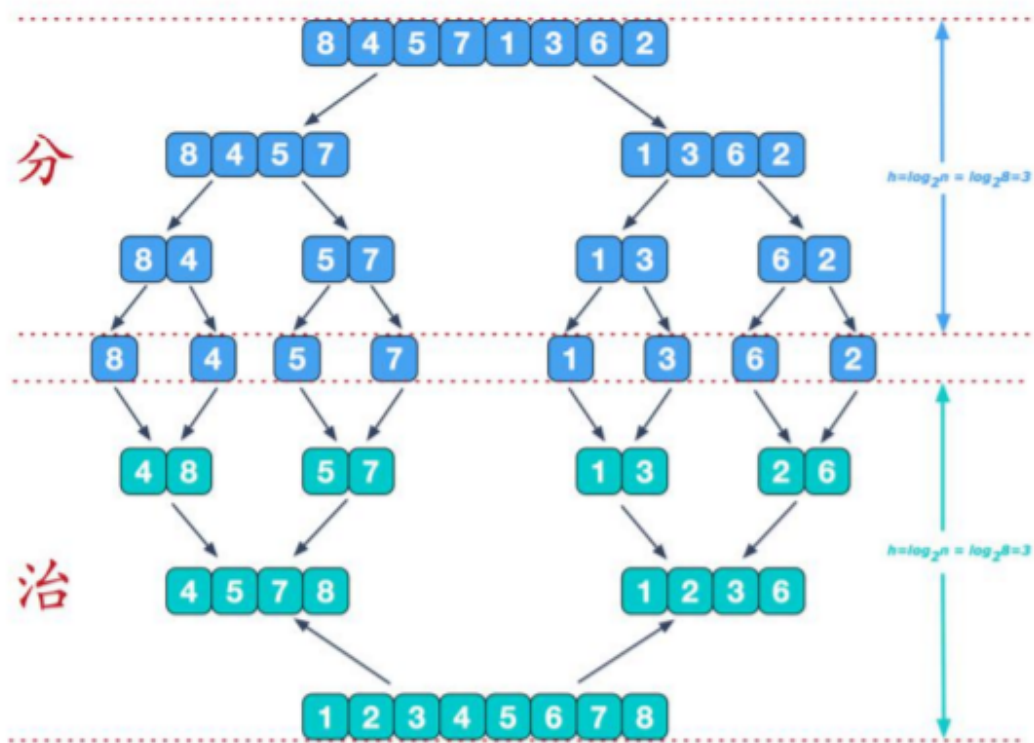 8 4 5 7 1 3 6 2
分
8 4 5 7 1 3 6 2
h=log₂n = log₂8=3
8 4 5 7 1 3 6 2
8 4 5 7 1 3 6 2
4 8 5 7 1 3 2 6
h=log₂n = log₂8=3
治
4 5 7 8 1 2 3 6
1 2 3 4 5 6 7 8